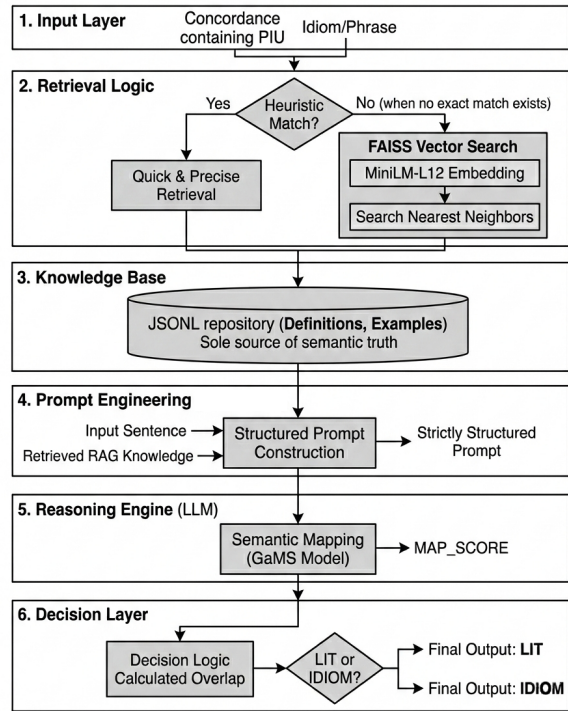 1. Input Layer
Concordance
containing PIU
Idiom/Phrase
2. Retrieval Logic
Yes
Heuristic
Match?
No (when no exact match exists)
Quick & Precise
Retrieval
FAISS Vector Search
MiniLM-L12 Embedding
Search Nearest Neighbors
3. Knowledge Base
JSONL repository (Definitions, Examples)
Sole source of semantic truth
4. Prompt Engineering
Input Sentence
Retrieved RAG Knowledge
Structured Prompt
Construction
Strictly Structured
Prompt
5. Reasoning Engine (LLM)
Semantic Mapping
(GaMS Model)
MAP_SCORE
6. Decision Layer
Decision Logic
Calculated Overlap
LIT or
IDIOM?
Final Output: LIT
Final Output: IDIOM